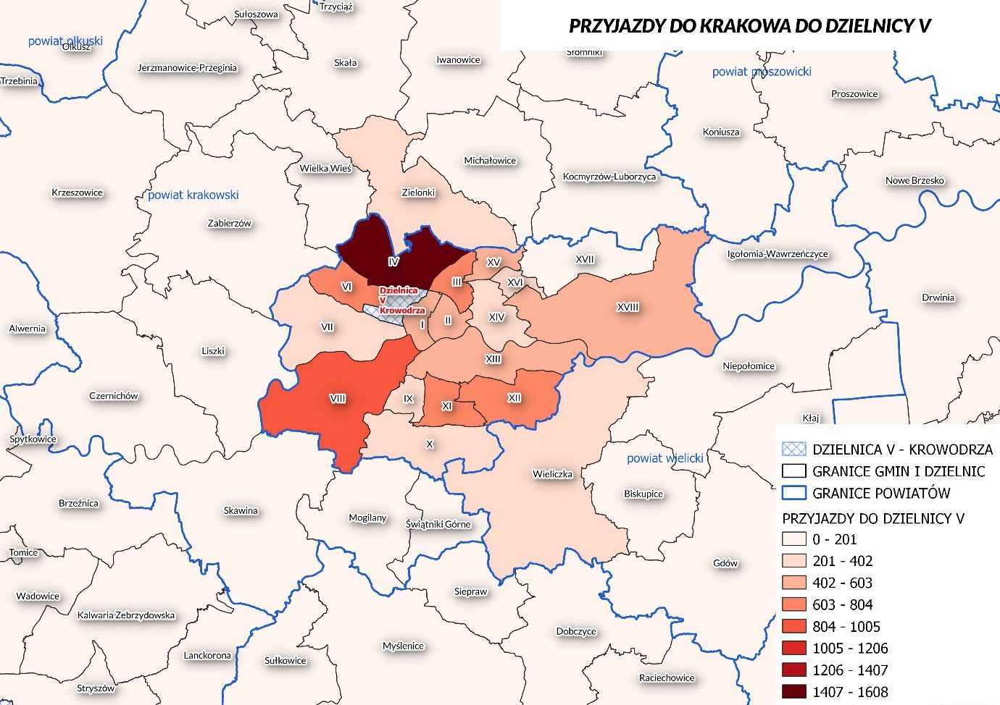 PRZYJAZDY DO KRAKOWA DO DZIELNICY V
Trzyciąż
Sułoszowa
powiat olkuski
Olkusz
Słomniki
Iwanowice
Skała
Jerzmanowice-Przeginia
powiat proszowicki
Trzebinia
Proszowice
Koniusza
Michałowice
Wielka Wieś
Kocmyrzów-Luborzyca
Nowe Brzesko
Krzeszowice
powiat krakowski
Zielonki
Zabierzów
Igołomia-Wawrzeńczyce
IV
XV
XVII
VI
III
XVI
Dzielnica
V
Krowodrza
Drwinia
XVIII
I
II
XIV
VII
Alwernia
Liszki
XIII
Niepołomice
Czernichów
VIII
IX
XI
XII
Kłaj
Spytkowice
X
powiat wielicki
Wieliczka
Biskupice
Brzeźnica
Skawina
Mogilany
Świątniki Górne
Tomice
Gdów
Wadowice
Siepraw
Kalwaria Zebrzydowska
Dobczyce
Myślenice
Lanckorona
Sułkowice
Raciechowice
Stryszów
DZIELNICA V - KROWODRZA
GRANICE GMIN I DZIELNIC
GRANICE POWIATÓW
PRZYJAZDY DO DZIELNICY V
0 - 201
201 - 402
402 - 603
603 - 804
804 - 1005
1005 - 1206
1206 - 1407
1407 - 1608